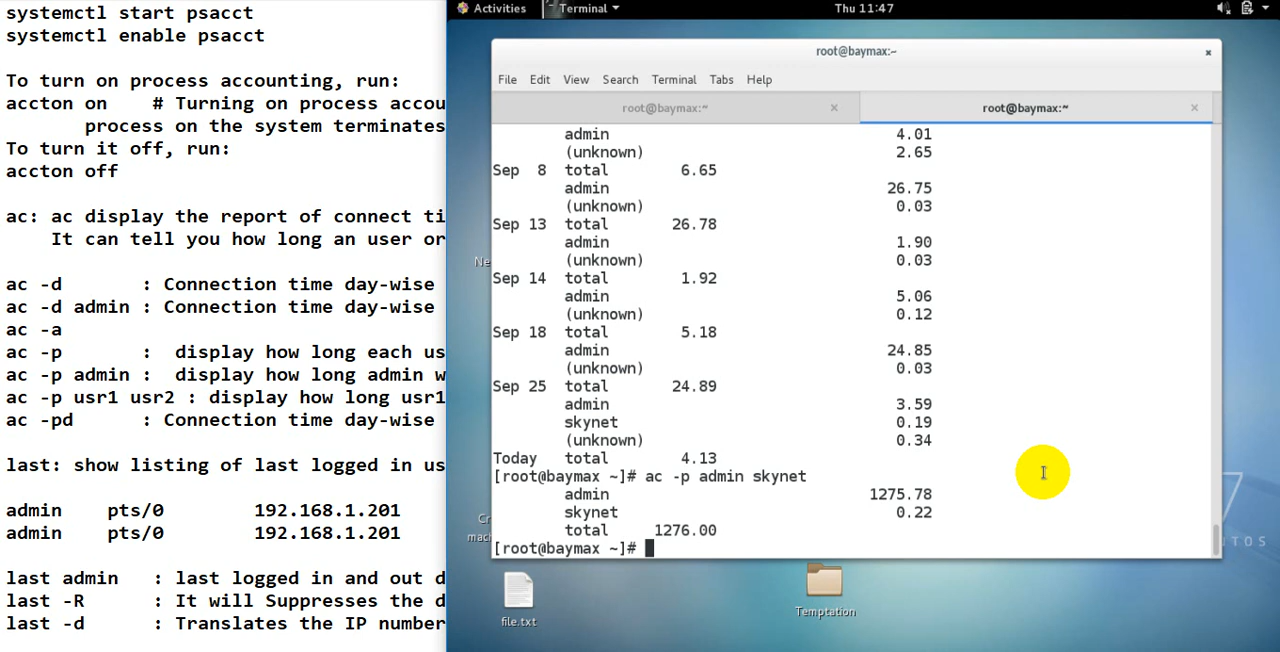 systemctl start psacct
systemctl enable psacct
To turn on process accounting, run:
accton on    # Turning on process accou
process on the system terminates
To turn it off, run:
accton off
ac: ac display the report of connect ti
It can tell you how long an user or
ac -d       : Connection time day-wise
ac -d admin : Connection time day-wise
ac -a
ac -p       :  display how long each us
ac -p admin :  display how long admin w
ac -p usr1 usr2 : display how long usr1
ac -pd      : Connection time day-wise
last: show listing of last logged in us
admin    pts/0        192.168.1.201
admin    pts/0        192.168.1.201
last admin   : last logged in and out d
last -R      : It will Suppresses the d
last -d      : Translates the IP number
Activities Terminal Thu 11:47
root@baymax:~
File Edit View Search Terminal Tabs Help
root@baymax:~ root@baymax:~
admin 4.01
(unknown) 2.65
Sep 8 total 6.65
admin 26.75
(unknown) 0.03
Sep 13 total 26.78
admin 1.90
(unknown) 0.03
Sep 14 total 1.92
admin 5.06
(unknown) 0.12
Sep 18 total 5.18
admin 24.85
(unknown) 0.03
Sep 25 total 24.89
admin 3.59
skynet 0.19
(unknown) 0.34
Today total 4.13
[root@baymax ~]# ac -p admin skynet
admin 1275.78
skynet 0.22
total 1276.00
[root@baymax ~]#
Ne
Cr
mac
7
NTOS
file.txt
Temptation